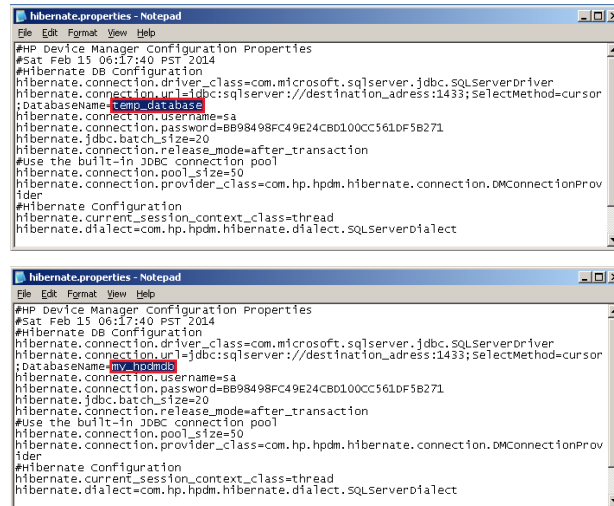 hibernate.properties - Notepad
File Edit Format View Help
#HP Device Manager Configuration Properties
#Sat Feb 15 06:17:40 PST 2014
#Hibernate DB Configuration
hibernate.connection.driver_class=com.microsoft.sqlserver.jdbc.SQLServerDriver
hibernate.connection.url=jdbc:sqlserver://destination_adress:1433;SelectMethod=cursor
;DatabaseName=temp_database
hibernate.connection.username=sa
hibernate.connection.password=BB98498FC49E24CBD100CC561DF5B271
hibernate.jdbc.batch_size=20
hibernate.connection.release_mode=after_transaction
#Use the built-in JDBC connection pool
hibernate.connection.pool_size=50
hibernate.connection.provider_class=com.hp.hpdm.hibernate.connection.DMConnectionProv
ider
#Hibernate Configuration
hibernate.current_session_context_class=thread
hibernate.dialect=com.hp.hpdm.hibernate.dialect.SQLServerDialect
hibernate.properties - Notepad
File Edit Format View Help
#HP Device Manager Configuration Properties
#Sat Feb 15 06:17:40 PST 2014
#Hibernate DB Configuration
hibernate.connection.driver_class=com.microsoft.sqlserver.jdbc.SQLServerDriver
hibernate.connection.url=jdbc:sqlserver://destination_adress:1433;SelectMethod=cursor
;DatabaseName=my_hpdmdb
hibernate.connection.username=sa
hibernate.connection.password=BB98498FC49E24CBD100CC561DF5B271
hibernate.jdbc.batch_size=20
hibernate.connection.release_mode=after_transaction
#Use the built-in JDBC connection pool
hibernate.connection.pool_size=50
hibernate.connection.provider_class=com.hp.hpdm.hibernate.connection.DMConnectionProv
ider
#Hibernate Configuration
hibernate.current_session_context_class=thread
hibernate.dialect=com.hp.hpdm.hibernate.dialect.SQLServerDialect